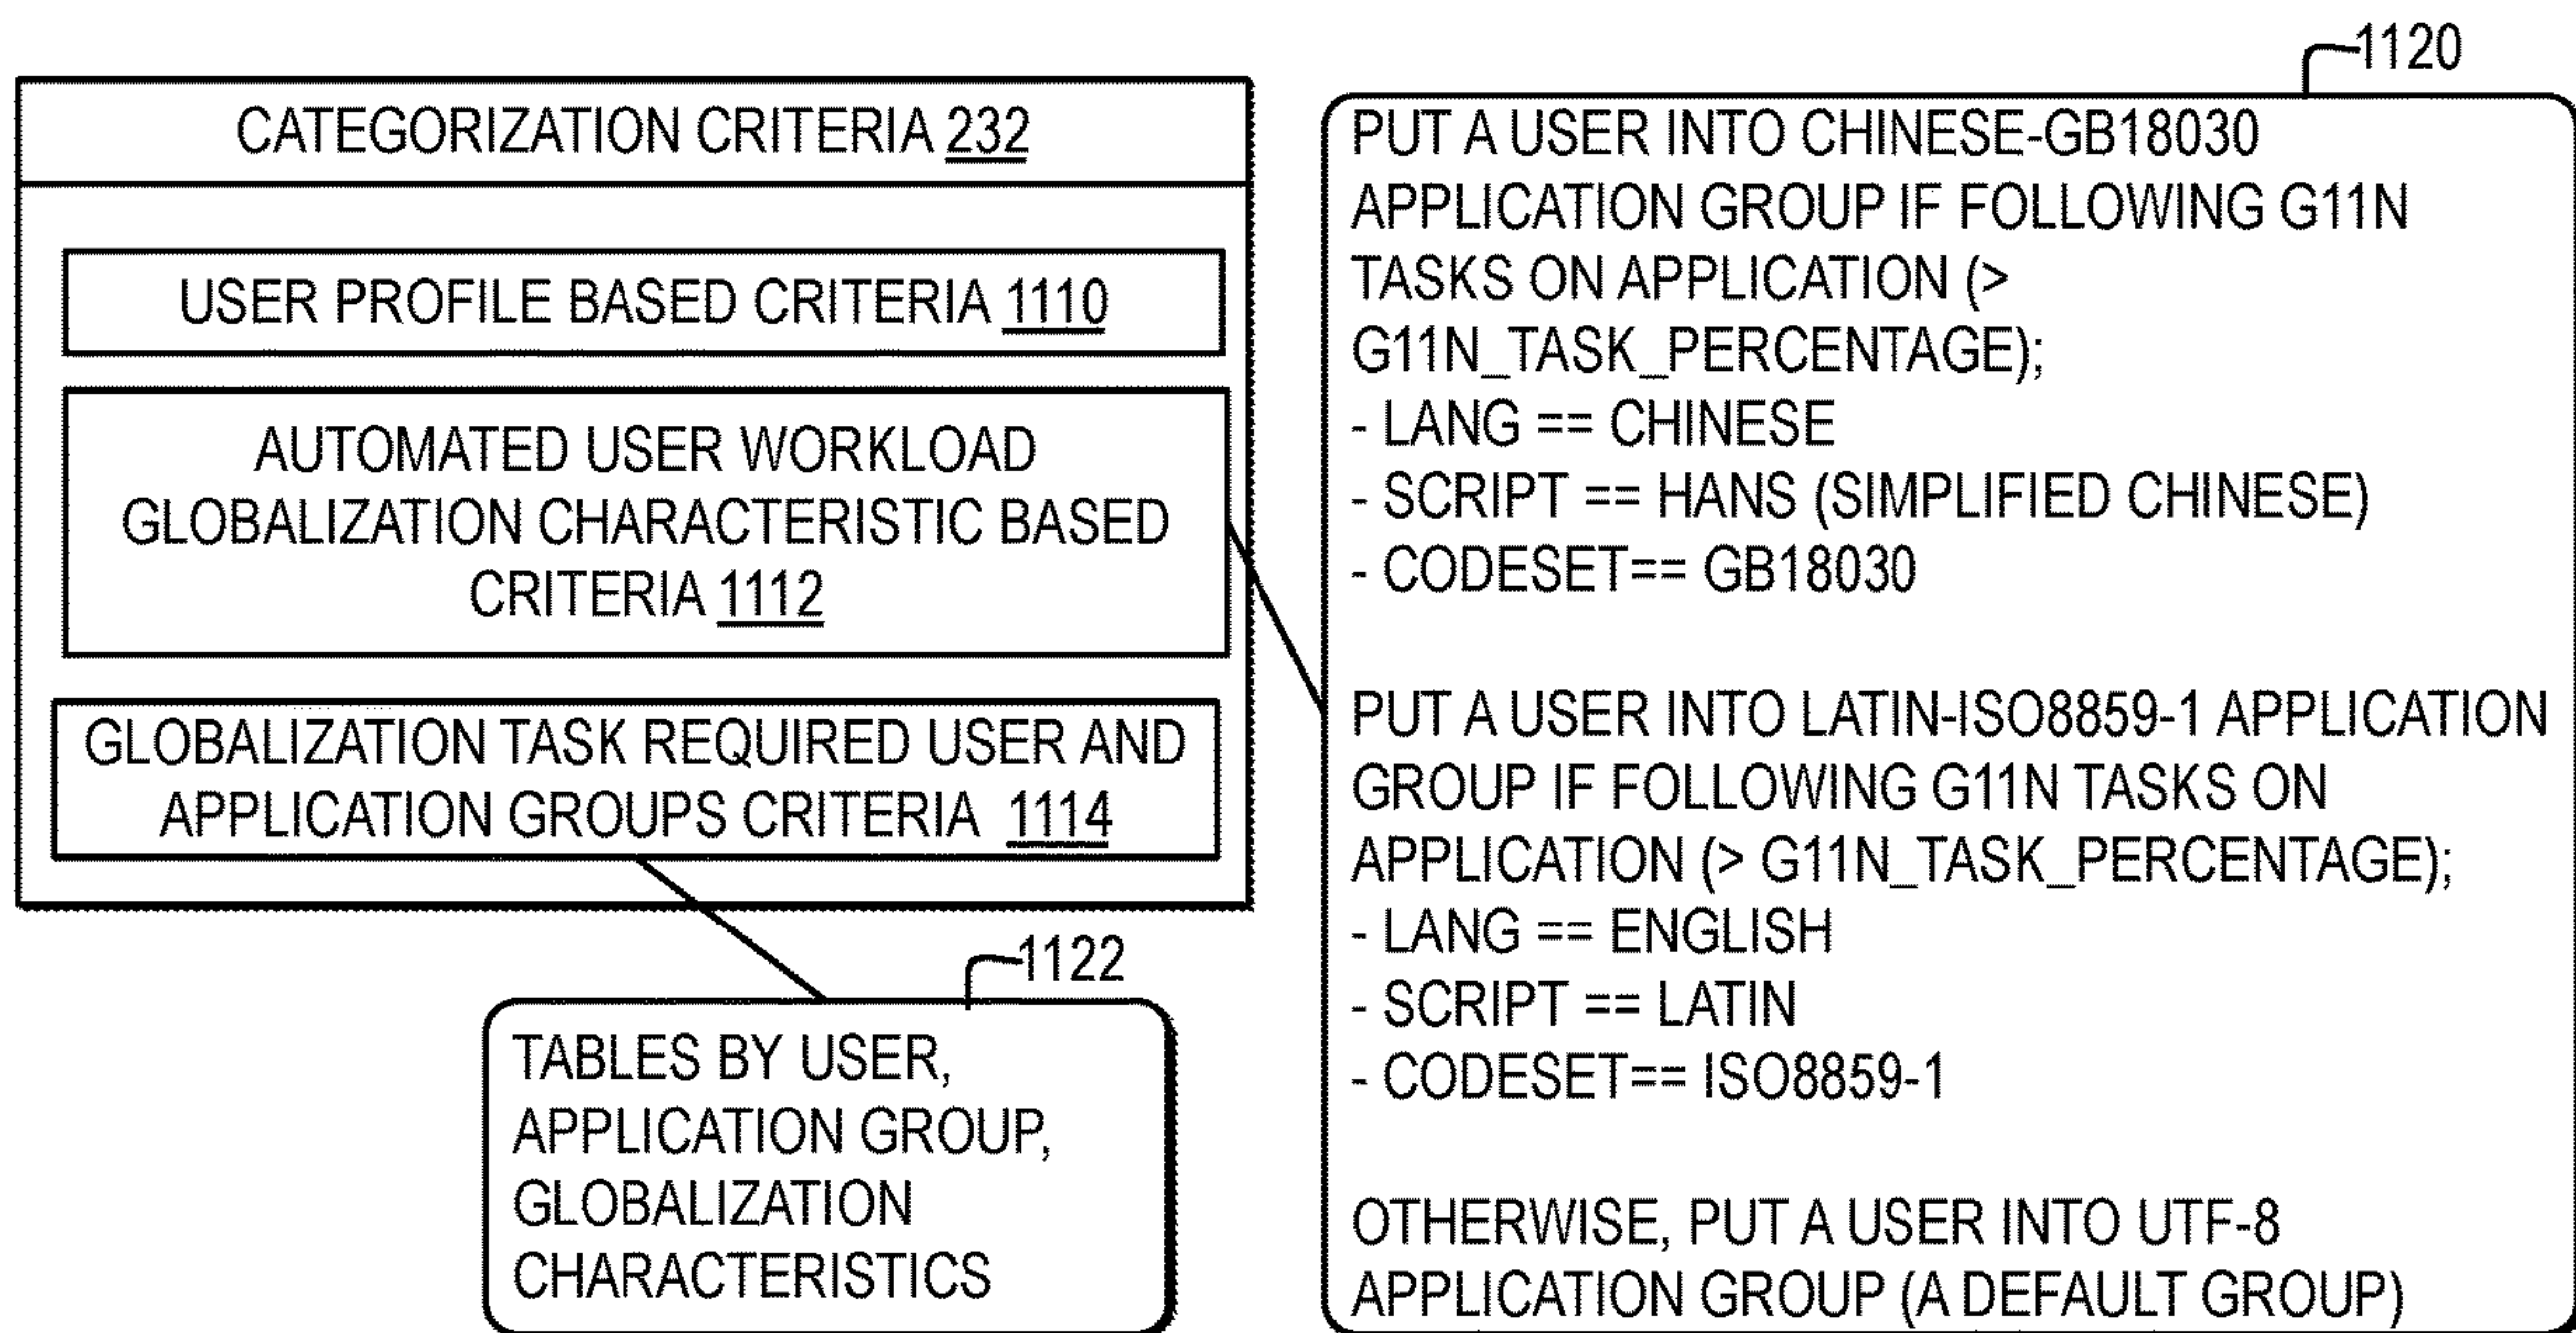 CATEGORIZATION CRITERIA 232
USER PROFILE BASED CRITERIA 1110
AUTOMATED USER WORKLOAD
GLOBALIZATION CHARACTERISTIC BASED
CRITERIA 1112
GLOBALIZATION TASK REQUIRED USER AND
APPLICATION GROUPS CRITERIA 1114
1122
TABLES BY USER,
APPLICATION GROUP,
GLOBALIZATION
CHARACTERISTICS
1120
PUT A USER INTO CHINESE-GB18030
APPLICATION GROUP IF FOLLOWING G11N
TASKS ON APPLICATION (>
G11N_TASK_PERCENTAGE);
- LANG == CHINESE
- SCRIPT == HANS (SIMPLIFIED CHINESE)
- CODESET== GB18030
PUT A USER INTO LATIN-ISO8859-1 APPLICATION
GROUP IF FOLLOWING G11N TASKS ON
APPLICATION (> G11N_TASK_PERCENTAGE);
- LANG == ENGLISH
- SCRIPT == LATIN
- CODESET== ISO8859-1
OTHERWISE, PUT A USER INTO UTF-8
APPLICATION GROUP (A DEFAULT GROUP)